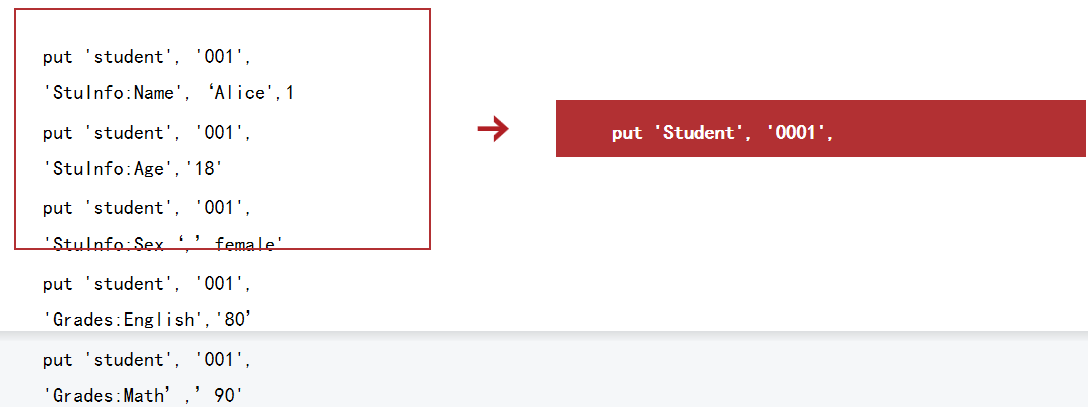 put 'student', '001',
'StuInfo:Name', ‘Alice',1
put 'student', '001',
'StuInfo:Age','18'
put 'student', '001',
'StuInfo:Sex ‘,’ female'
put 'student', '001',
'Grades:English','80’
put 'student', '001',
'Grades:Math’ ,’ 90'
put 'Student', '0001',